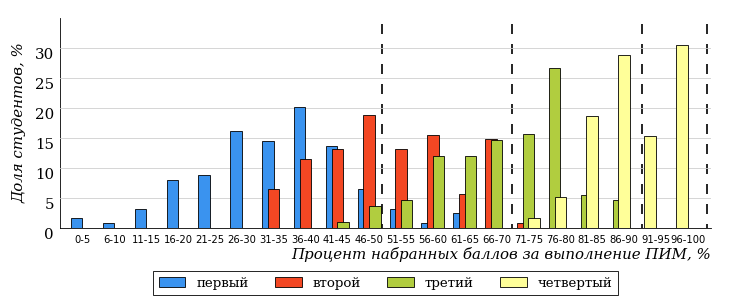 Доля студентов, %
30
25
20
15
10
5
0
0-5 6-10 11-15 16-20 21-25 26-30 31-35 36-40 41-45 46-50 51-55 56-60 61-65 66-70 71-75 76-80 81-85 86-90 91-95 96-100
Процент набранных баллов за выполнение ПИМ, %
первый второй третий четвертый